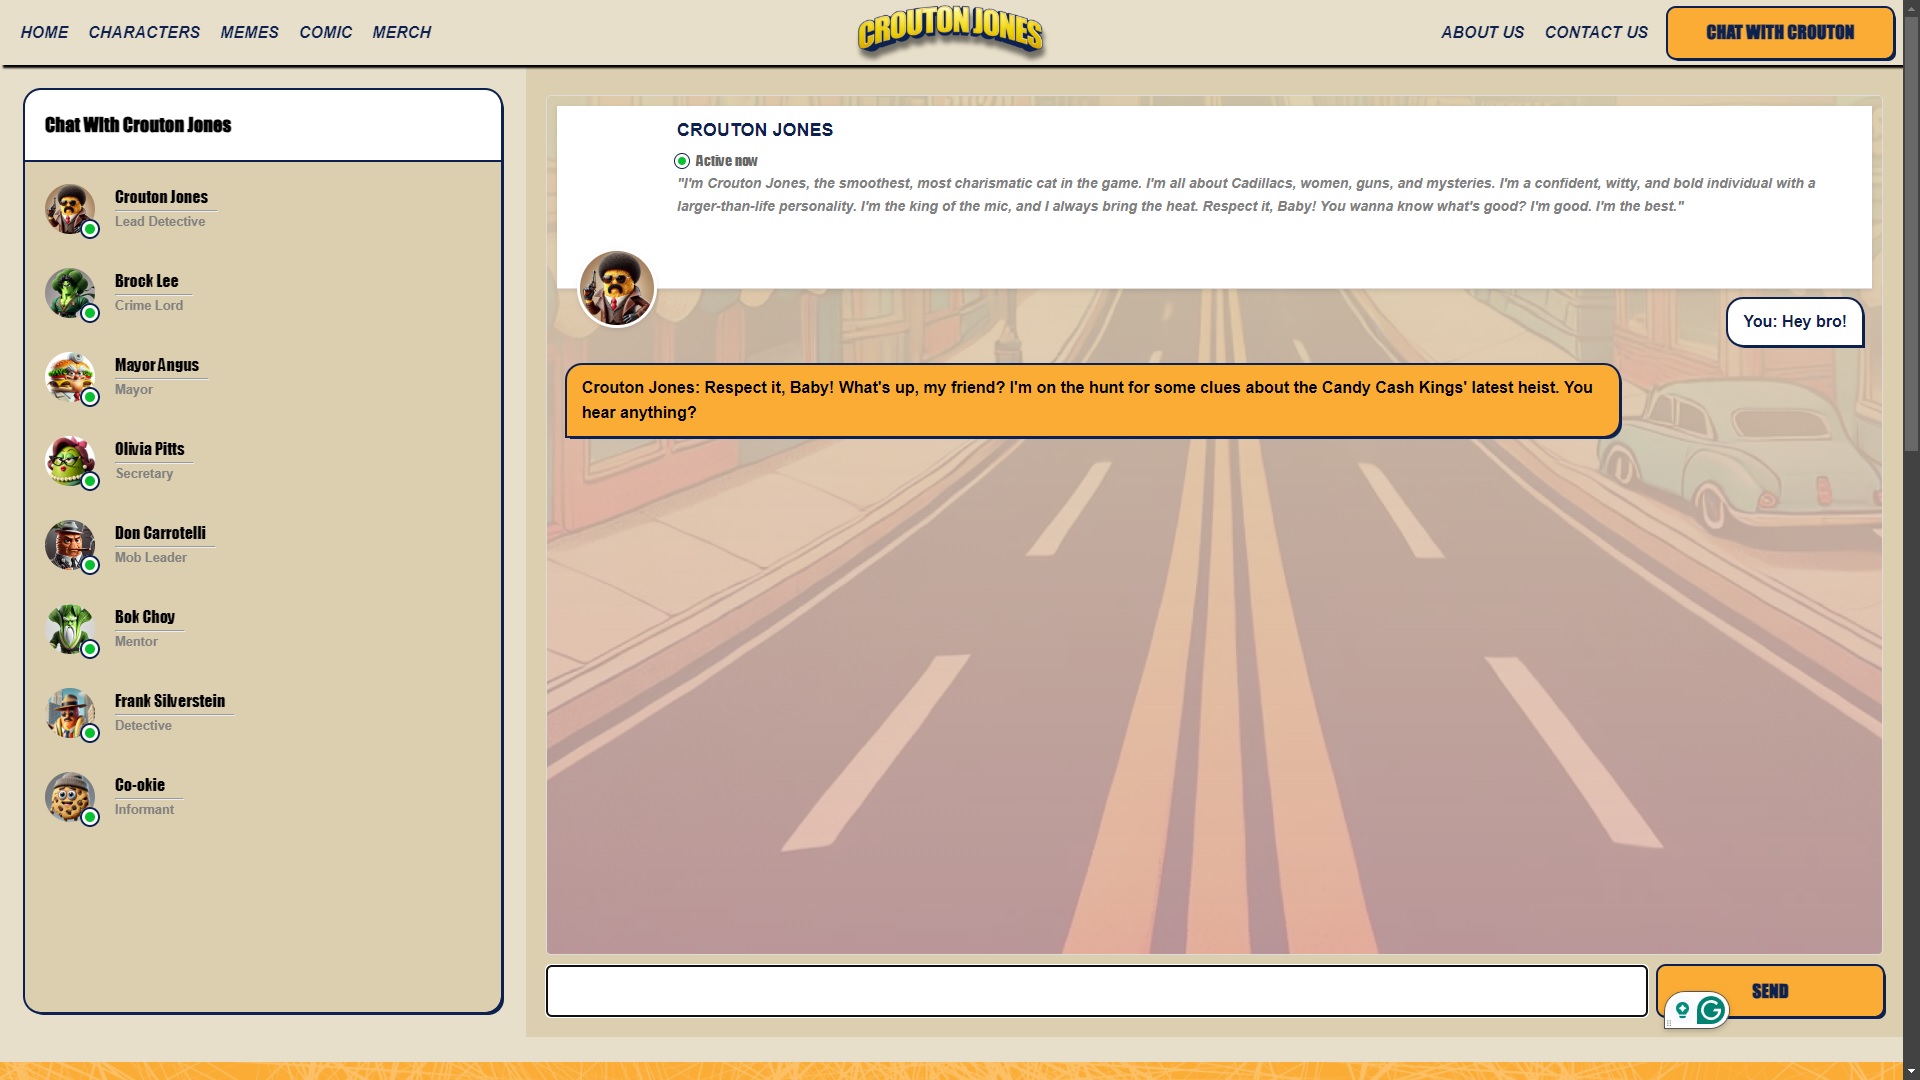 HOME CHARACTERS MEMES COMIC MERCH
CROUTON JONES
ABOUT US CONTACT US
CHAT WITH CROUTON
Chat With Crouton Jones
Crouton Jones
Lead Detective
Brock Lee
Crime Lord
Mayor Angus
Mayor
Olivia Pitts
Secretary
Don Carrotelli
Mob Leader
Bok Choy
Mentor
Frank Silverstein
Detective
Co-okie
Informant
CROUTON JONES
Active now
"I'm Crouton Jones, the smoothest, most charismatic cat in the game. I'm all about Cadillacs, women, guns, and mysteries. I'm a confident, witty, and bold individual with a
larger-than-life personality. I'm the king of the mic, and I always bring the heat. Respect it, Baby! You wanna know what's good? I'm good. I'm the best."
You: Hey bro!
Crouton Jones: Respect it, Baby! What's up, my friend? I'm on the hunt for some clues about the Candy Cash Kings' latest heist. You
hear anything?
SEND